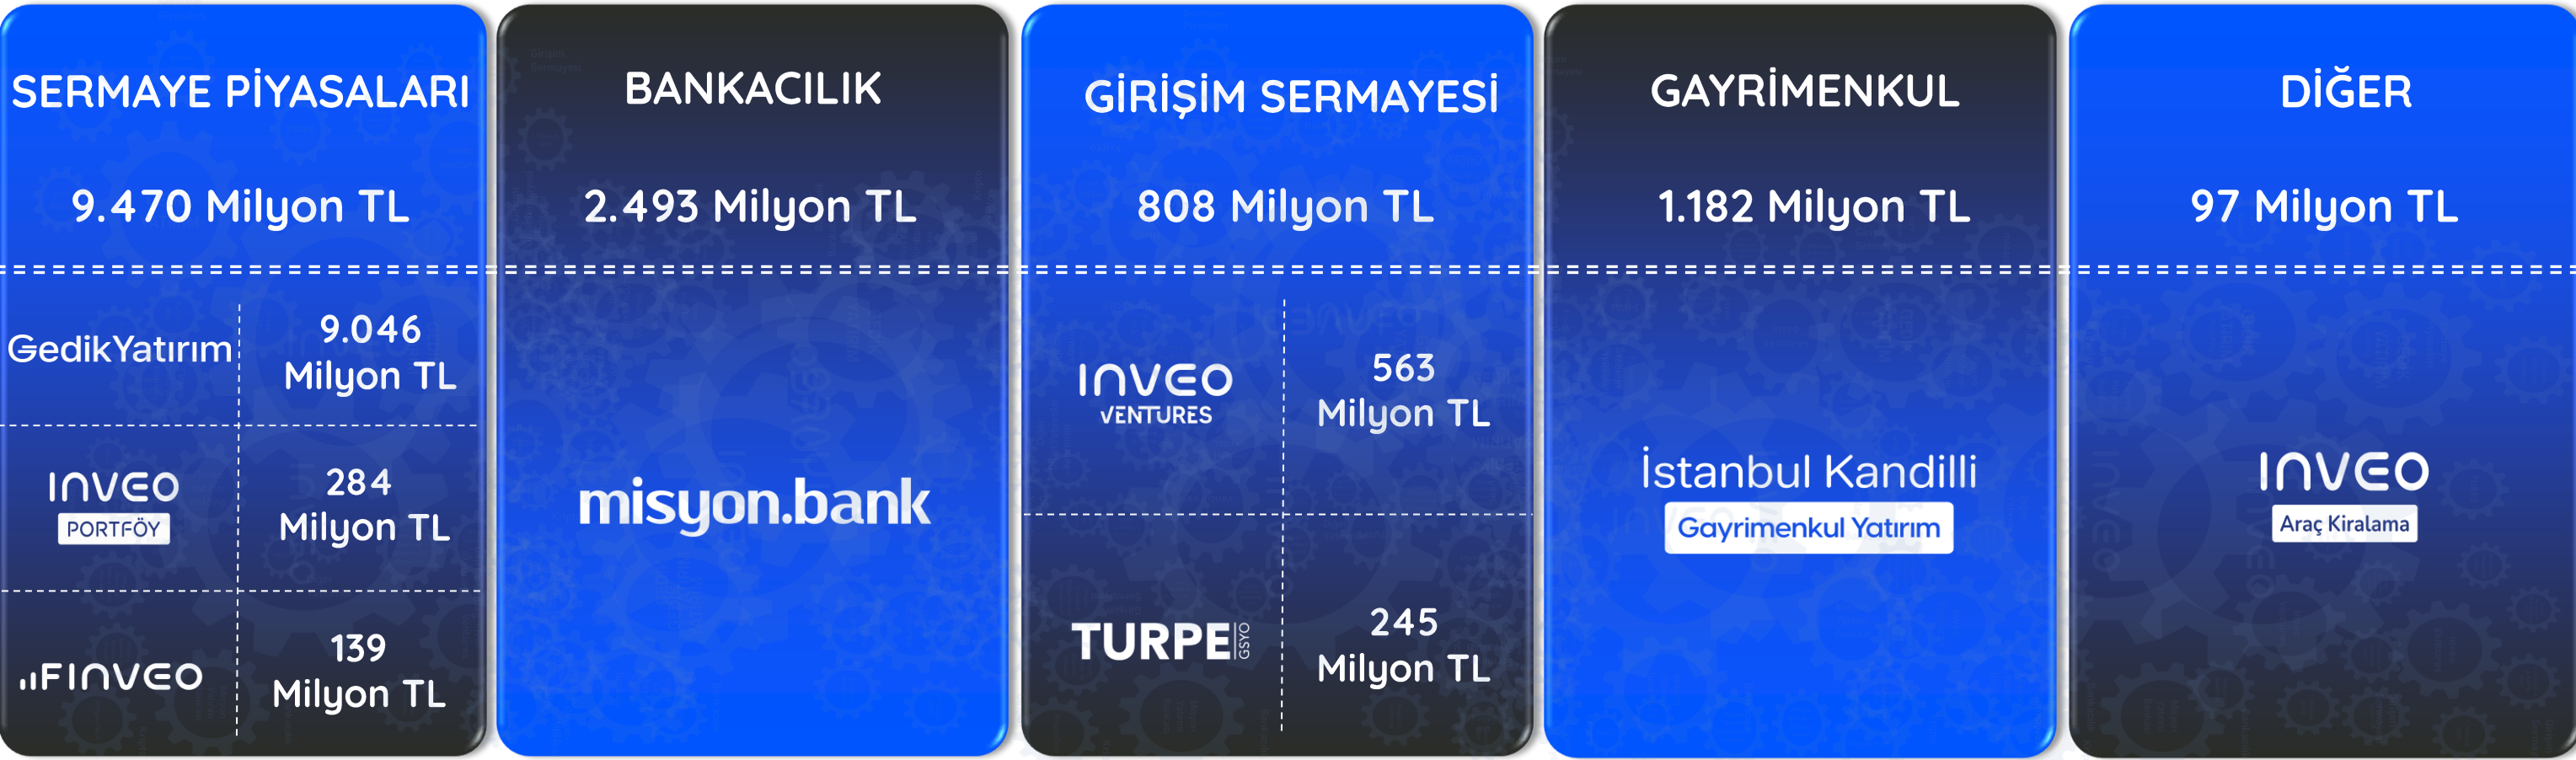 SERMAYE PİYASALARI
9.470 Milyon TL
GedikYatırım
9.046
Milyon TL
INVEO
PORTFÖY
284
Milyon TL
FINVEO
139
Milyon TL
BANKACILIK
2.493 Milyon TL
misyon.bank
GİRİŞİM SERMAYESİ
808 Milyon TL
INVEO
VENTURES
563
Milyon TL
TURPE
GSYO
245
Milyon TL
GAYRİMENKUL
1.182 Milyon TL
İstanbul Kandilli
Gayrimenkul Yatırım
DİĞER
97 Milyon TL
INVEO
Araç Kiralama